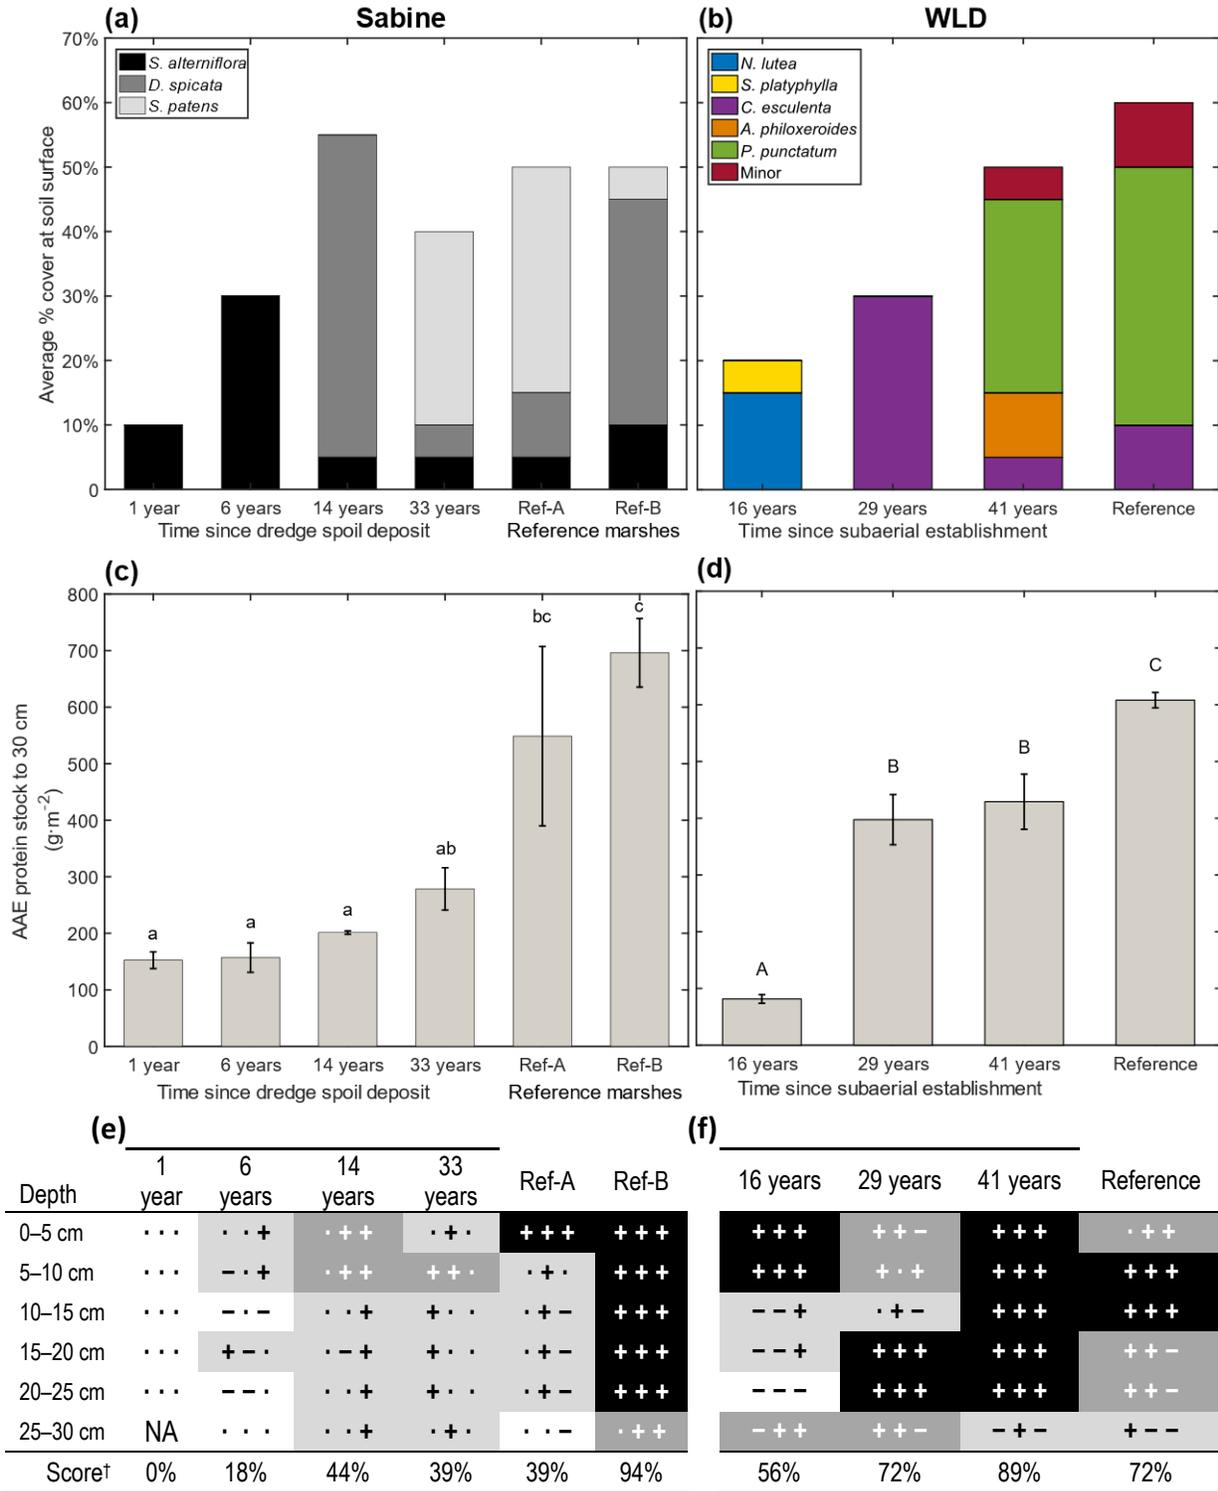 (a) Sabine
(b) WLD
70%
60%
50%
40%
30%
20%
10%
0
Average % cover at soil surface
S. alterniflora
D. spicata
S. patens
N. lutea
S. platyphylla
C. esculenta
A. philoxeroides
P. punctatum
Minor
1 year 6 years 14 years 33 years Ref-A Ref-B
Time since dredge spoil deposit Reference marshes
16 years 29 years 41 years Reference
Time since subaerial establishment
(c)
(d)
800
700
600
500
400
300
200
100
0
AAE protein stock to 30 cm
(g·m⁻²)
a a a ab bc c
A B B C
1 year 6 years 14 years 33 years Ref-A Ref-B
Time since dredge spoil deposit Reference marshes
16 years 29 years 41 years Reference
Time since subaerial establishment
(e)
(f)
Depth 1 year 6 years 14 years 33 years Ref-A Ref-B 16 years 29 years 41 years Reference
0–5 cm · · · · · + · + + · + · + + + + + + + + + + + − + + + · + +
5–10 cm · · · − · + · + + + + · · + · + + + + + + + · + + + + + + +
10–15 cm · · · − · − · · + + · · · + − + + + − − + · + − + + + + + +
15–20 cm · · · + − · · − + + · · · + − + + + − − + + + + + + + + + −
20–25 cm · · · − − · · · + + · · · + − + + + − − − + + + + + + + + −
25–30 cm NA · · · · · + · + · · · − · + + − + + + + − − + − + − −
Score† 0% 18% 44% 39% 39% 94% 56% 72% 89% 72%